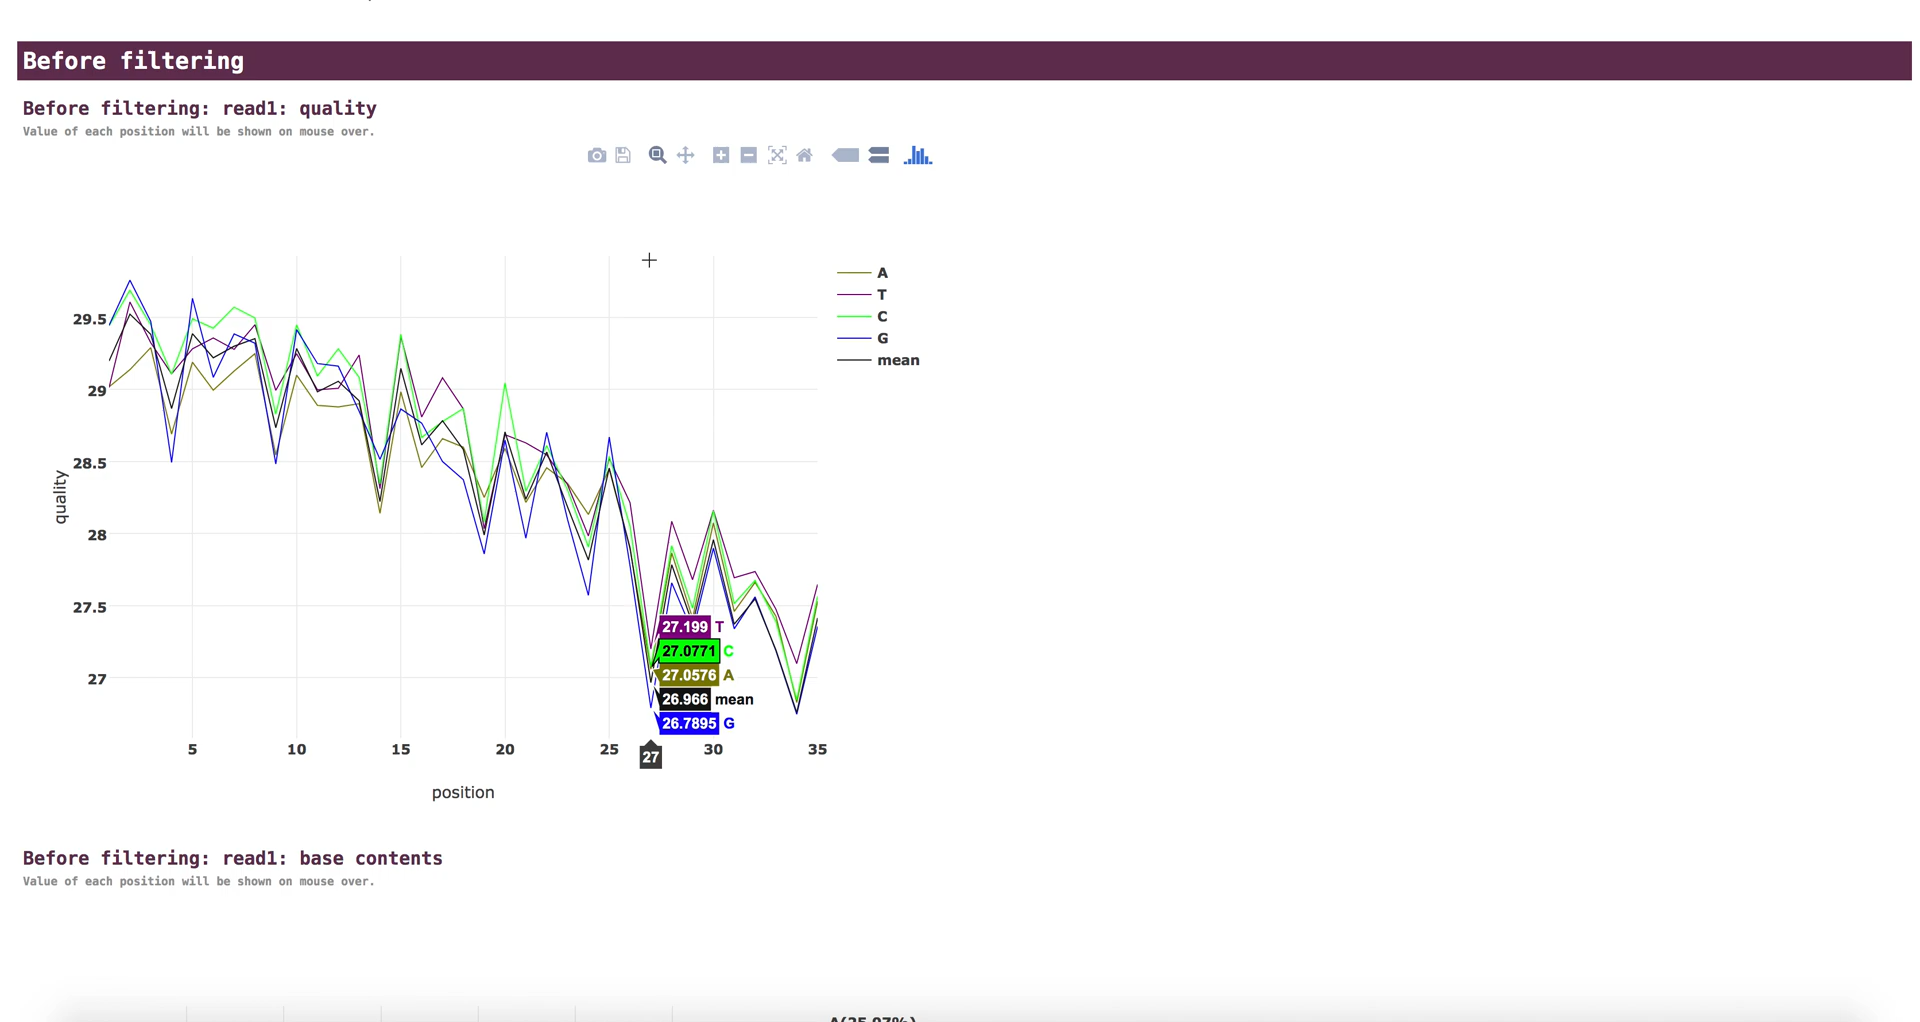 Before filtering
Before filtering: read1: quality
Value of each position will be shown on mouse over.
A
T
C
G
mean
29.5
29
28.5
28
27.5
27
quality
27.199 T
27.0771 C
27.0576 A
26.966 mean
26.7895 G
5 10 15 20 25 30 35
27
position
Before filtering: read1: base contents
Value of each position will be shown on mouse over.